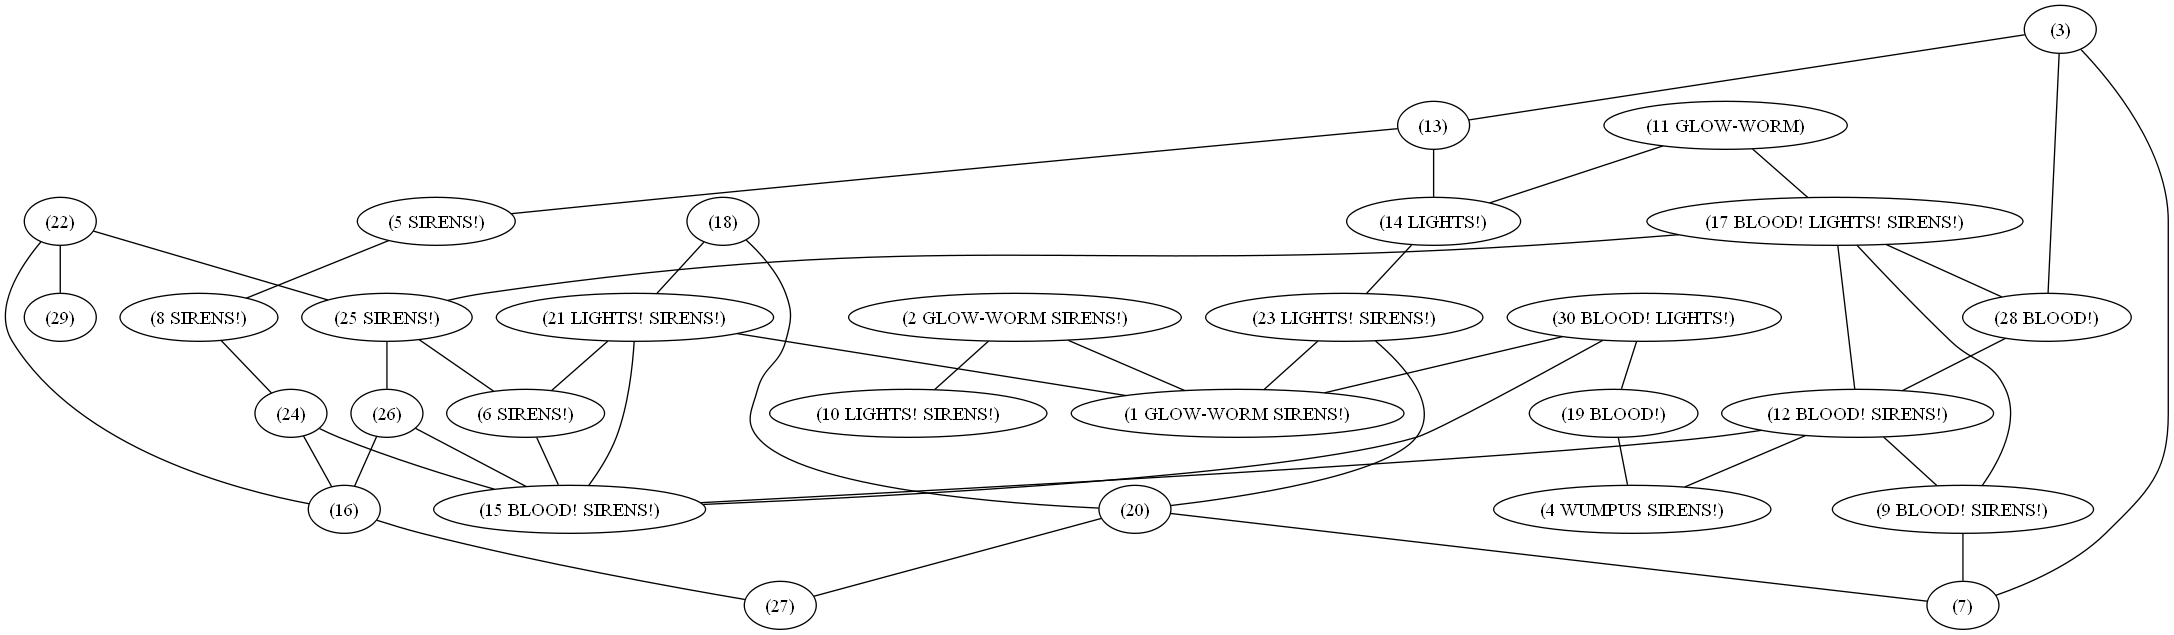 (3)
(13)
(11 GLOW-WORM)
(22)
(5 SIRENS!)
(18)
(14 LIGHTS!)
(17 BLOOD! LIGHTS! SIRENS!)
(29)
(8 SIRENS!)
(25 SIRENS!)
(21 LIGHTS! SIRENS!)
(2 GLOW-WORM SIRENS!)
(23 LIGHTS! SIRENS!)
(30 BLOOD! LIGHTS!)
(28 BLOOD!)
(24)
(26)
(6 SIRENS!)
(10 LIGHTS! SIRENS!)
(1 GLOW-WORM SIRENS!)
(19 BLOOD!)
(12 BLOOD! SIRENS!)
(16)
(15 BLOOD! SIRENS!)
(20)
(4 WUMPUS SIRENS!)
(9 BLOOD! SIRENS!)
(27)
(7)